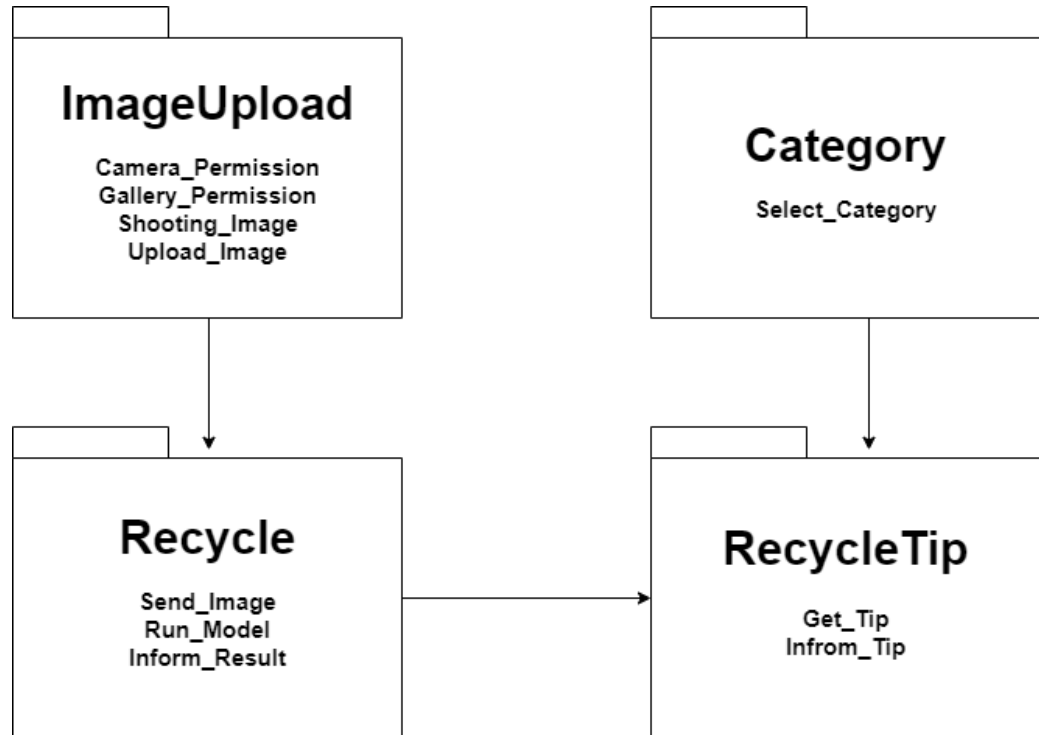 ImageUpload
Camera_Permission
Gallery_Permission
Shooting_Image
Upload_Image
Category
Select_Category
Recycle
Send_Image
Run_Model
Inform_Result
RecycleTip
Get_Tip
Infrom_Tip